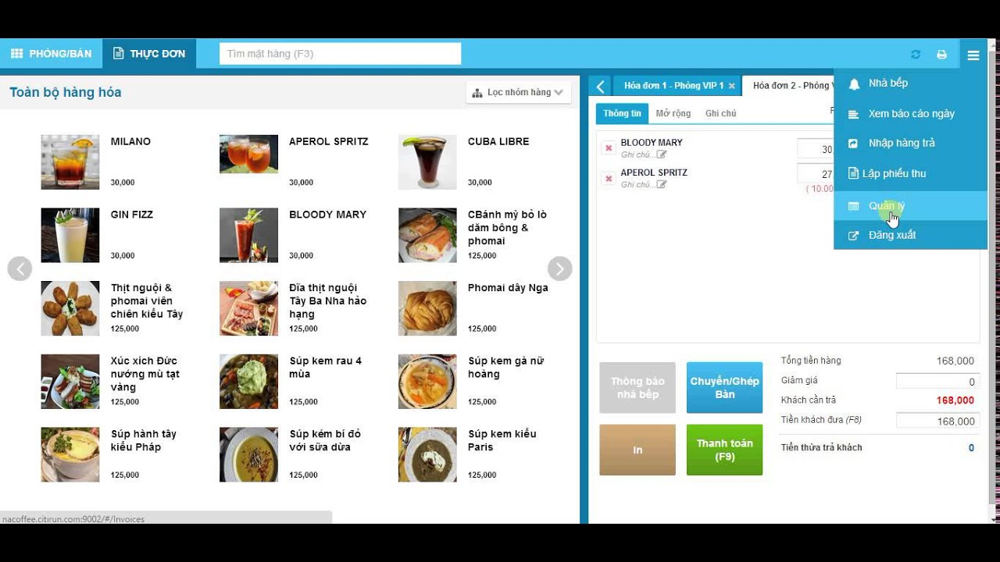 PHÒNG/BÀN
THỰC ĐƠN
Tìm mặt hàng (F3)
Toàn bộ hàng hóa
Lọc nhóm hàng
MILANO
30,000
APEROL SPRITZ
30,000
CUBA LIBRE
30,000
GIN FIZZ
30,000
BLOODY MARY
30,000
CBánh mỳ bỏ lò
dăm bông &
phomai
125,000
Thịt nguội &
phomai viên
chiên kiểu Tây
125,000
Đĩa thịt nguội
Tây Ba Nha hảo
hạng
125,000
Phomai dây Nga
125,000
Xúc xích Đức
nướng mù tạt
vàng
125,000
Súp kem rau 4
mùa
125,000
Súp kem gà nữ
hoàng
125,000
Súp hành tây
kiểu Pháp
125,000
Súp kém bí đỏ
với sữa dừa
125,000
Súp kem kiểu
Paris
125,000
nacoffee.citirun.com:9002/#/Invoices
Hóa đơn 1 - Phòng VIP 1
Hóa đơn 2 - Phòng
Thông tin
Mở rộng
Ghi chú
BLOODY MARY
Ghi chú...
30,
APEROL SPRITZ
Ghi chú...
27
( 10.00
Nhà bếp
Xem báo cáo ngày
Nhập hàng trả
Lập phiếu thu
Quản lý
Đăng xuất
Thông báo
nhà bếp
Chuyển/Ghép
Bàn
In
Thanh toán
(F9)
Tổng tiền hàng 168,000
Giảm giá 0
Khách cần trả 168,000
Tiền khách đưa (F8) 168,000
Tiền thừa trả khách 0